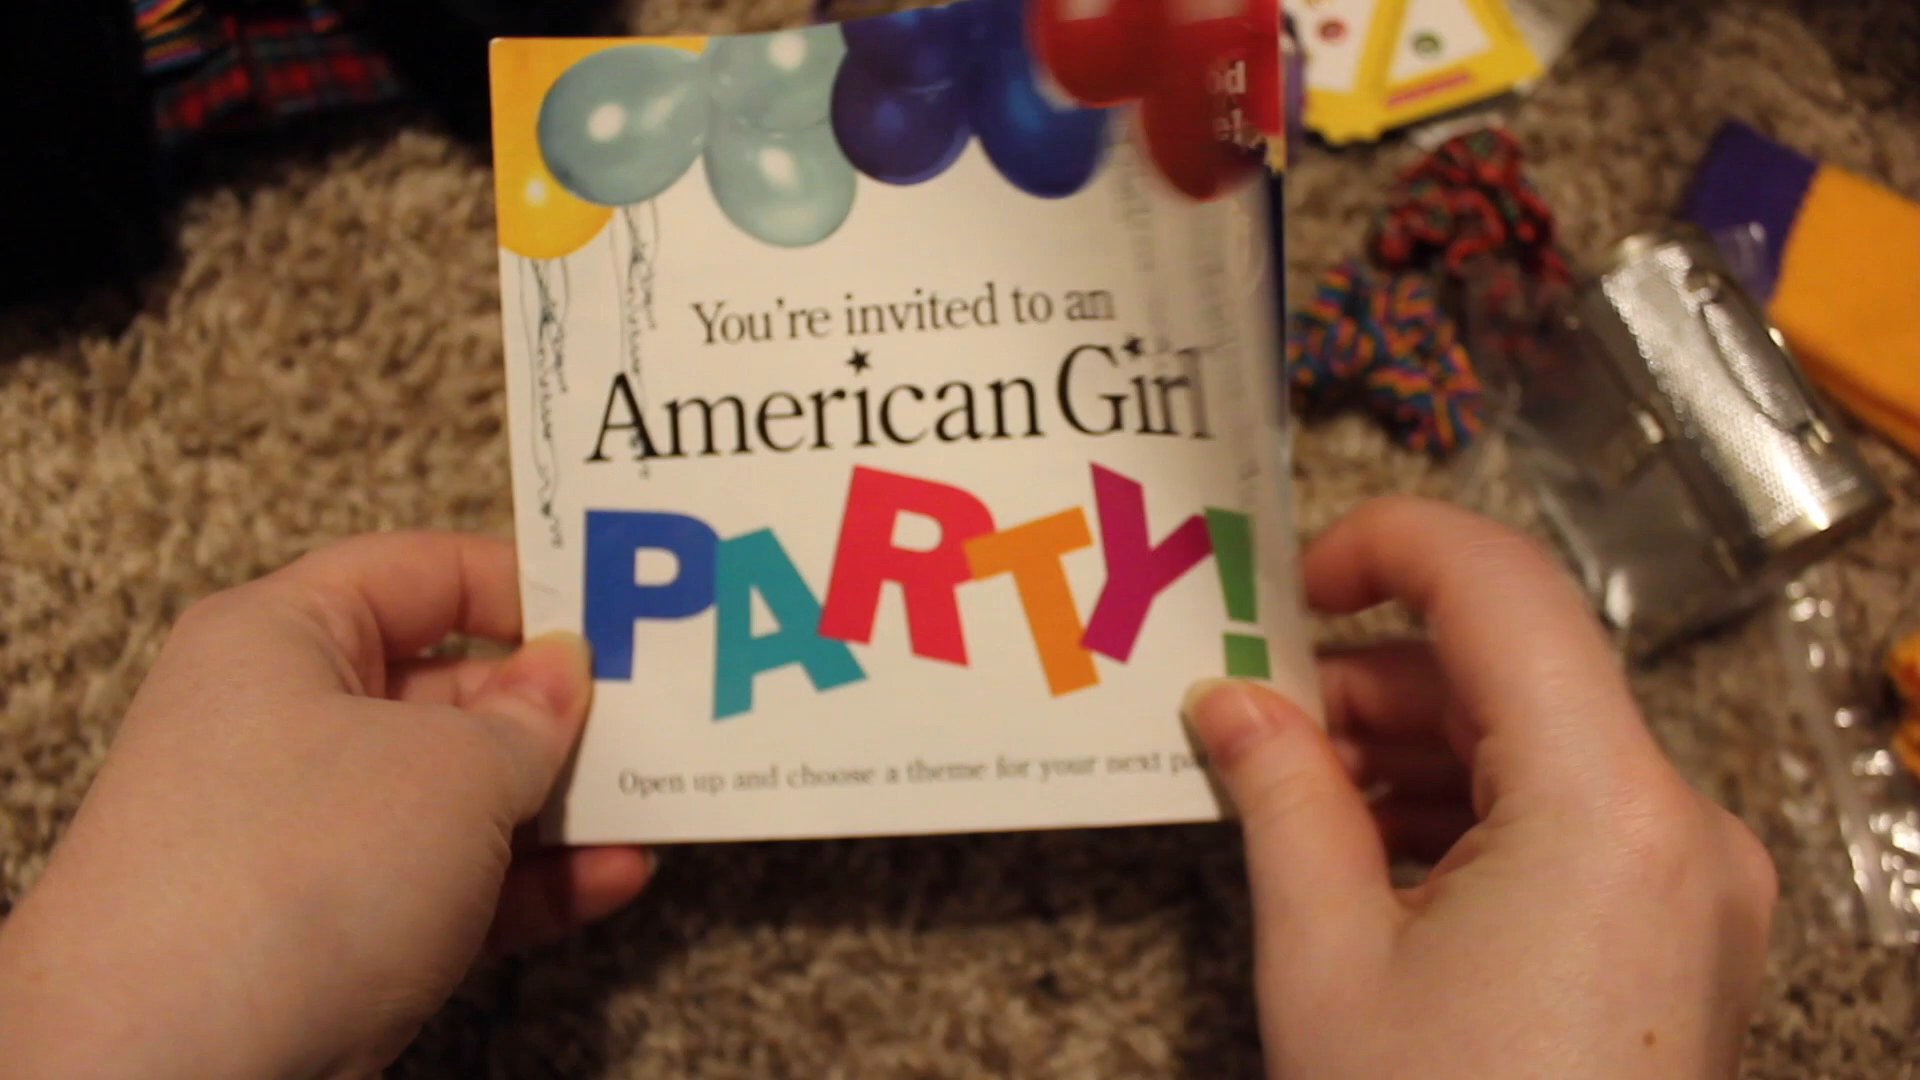 You're invited to an
American Girl
PARTY!
Open up and choose a theme for your next